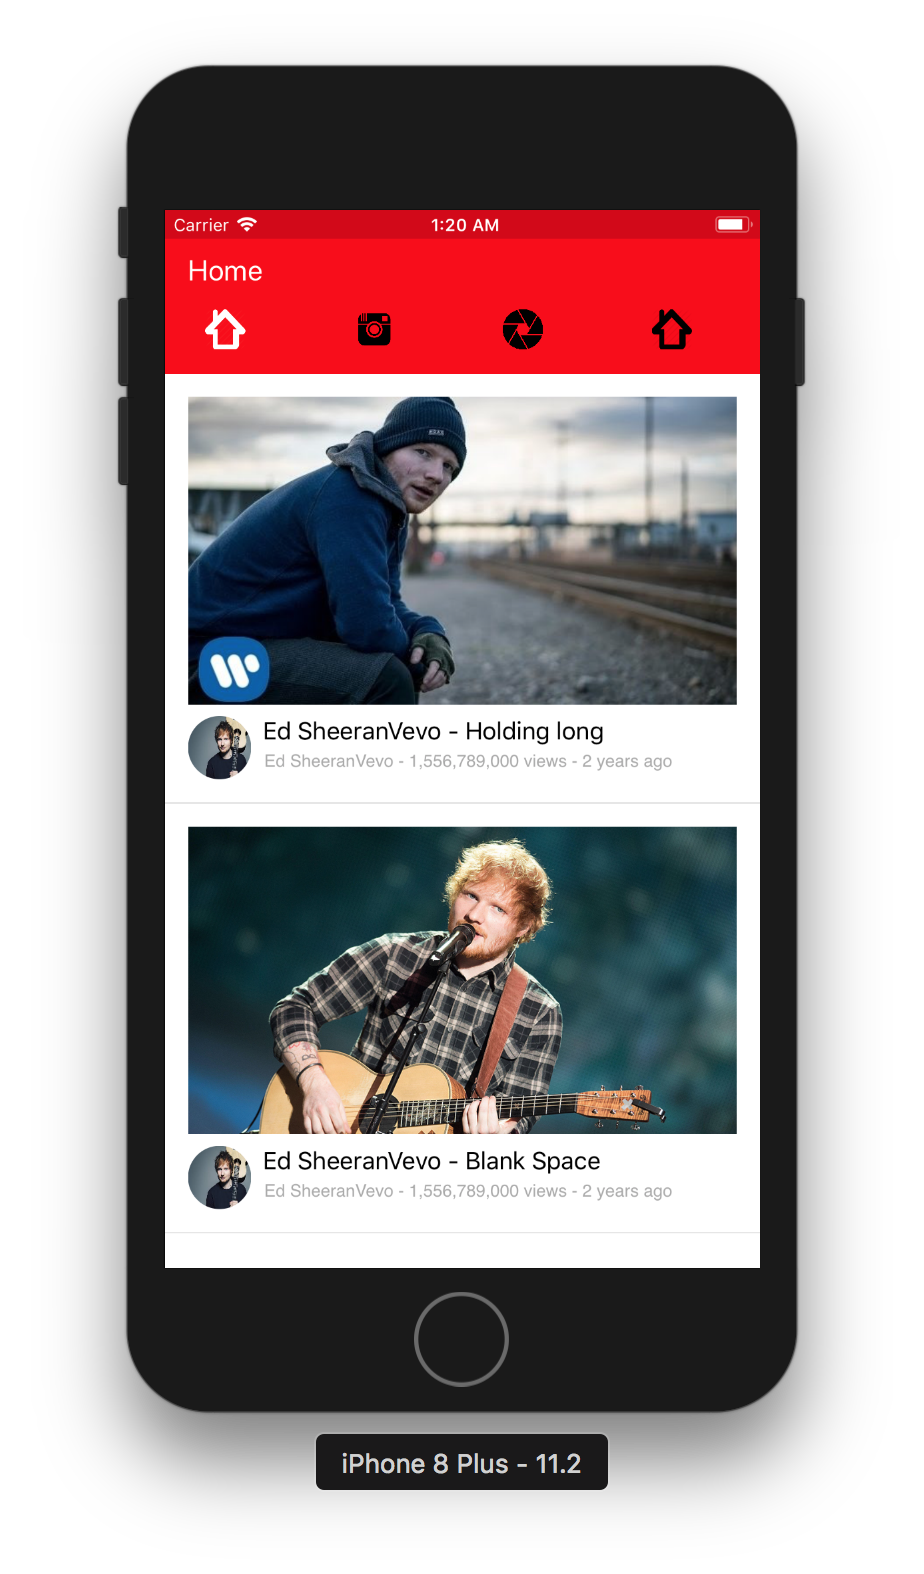 Carrier 1:20 AM
Home
Ed SheeranVevo - Holding long
Ed SheeranVevo - 1,556,789,000 views - 2 years ago
Ed SheeranVevo - Blank Space
Ed SheeranVevo - 1,556,789,000 views - 2 years ago
iPhone 8 Plus - 11.2